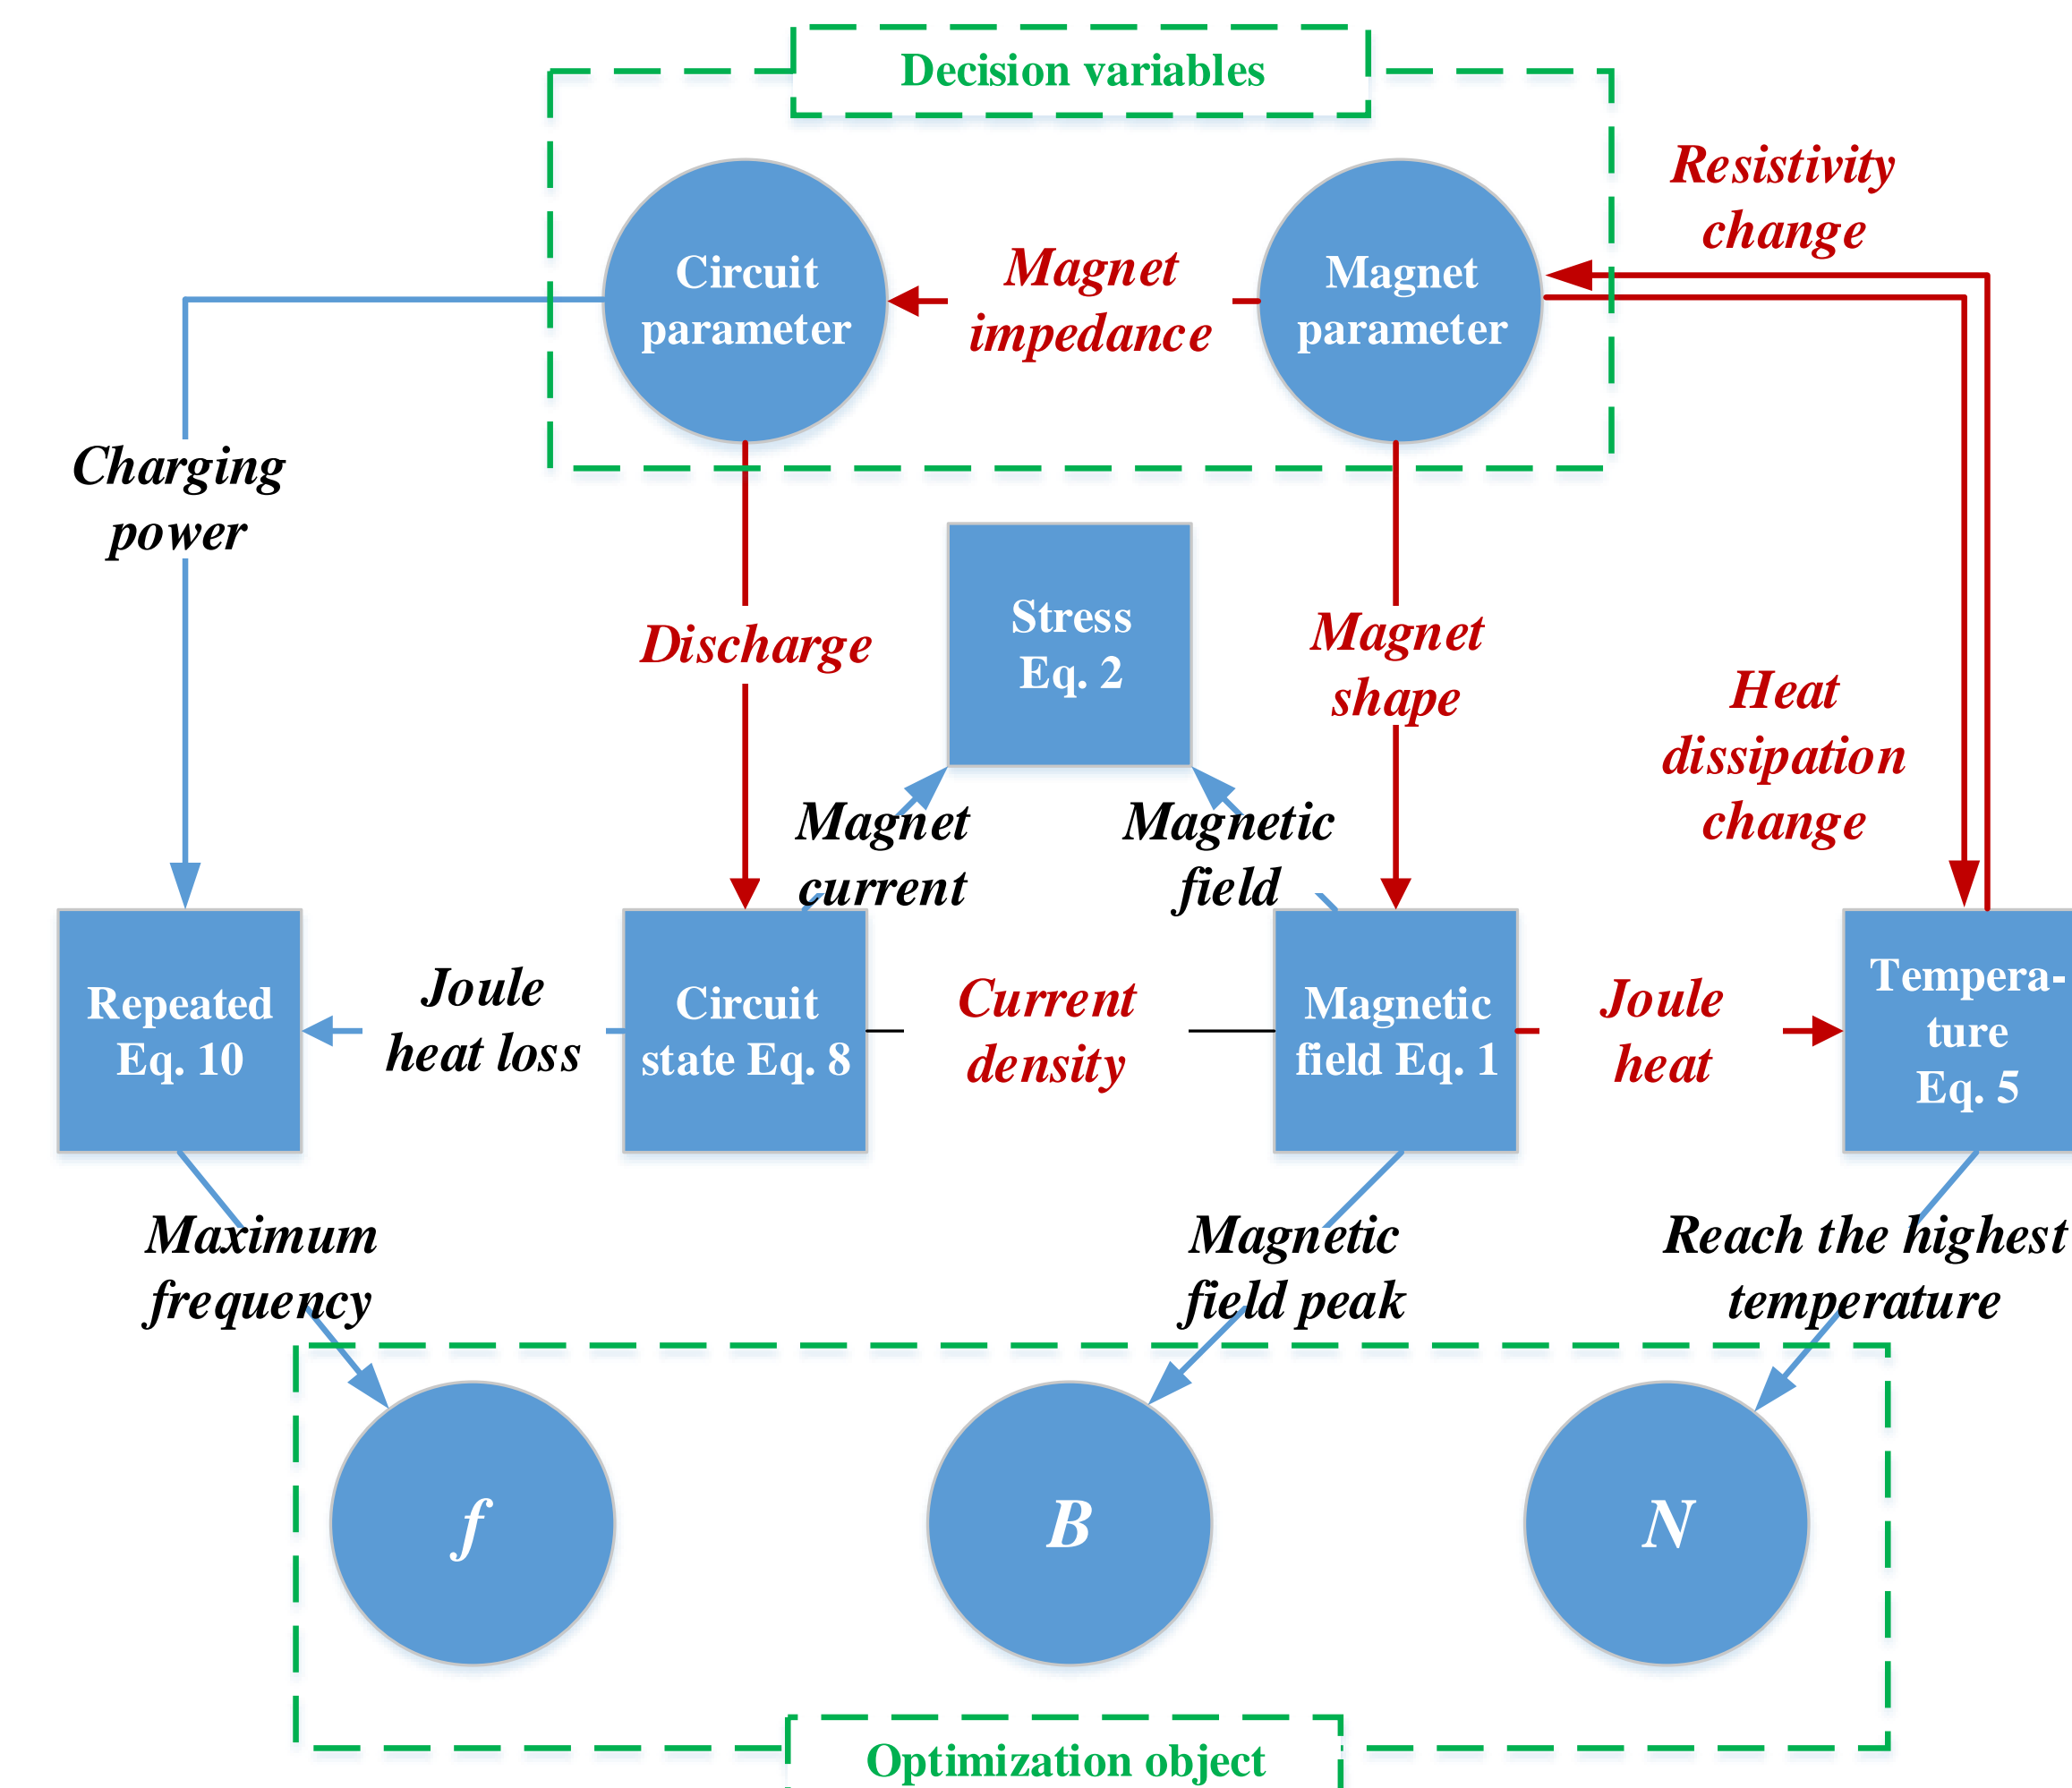 Decision variables
Resistivity
change
Circuit
parameter
Magnet
impedance
Magnet
parameter
Charging
power
Stress
Eq. 2
Discharge
Magnet
shape
Heat
dissipation
change
Magnet
current
Magnetic
field
Repeated
Eq. 10
Joule
heat loss
Circuit
state Eq. 8
Current
density
Magnetic
field Eq. 1
Joule
heat
Tempera-
ture
Eq. 5
Maximum
frequency
Magnetic
field peak
Reach the highest
temperature
f
B
N
Optimization object